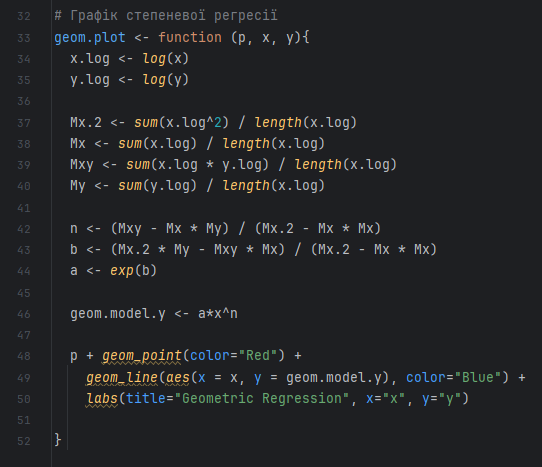 32 # Графік степеневої регресії
33 geom.plot <- function (p, x, y){
34   x.log <- log(x)
35   y.log <- log(y)
36
37   Mx.2 <- sum(x.log^2) / length(x.log)
38   Mx <- sum(x.log) / length(x.log)
39   Mxy <- sum(x.log * y.log) / length(x.log)
40   My <- sum(y.log) / length(x.log)
41
42   n <- (Mxy - Mx * My) / (Mx.2 - Mx * Mx)
43   b <- (Mx.2 * My - Mxy * Mx) / (Mx.2 - Mx * Mx)
44   a <- exp(b)
45
46   geom.model.y <- a*x^n
47
48   p + geom_point(color="Red") +
49     geom_line(aes(x = x, y = geom.model.y), color="Blue") +
50     labs(title="Geometric Regression", x="x", y="y")
51
52 }